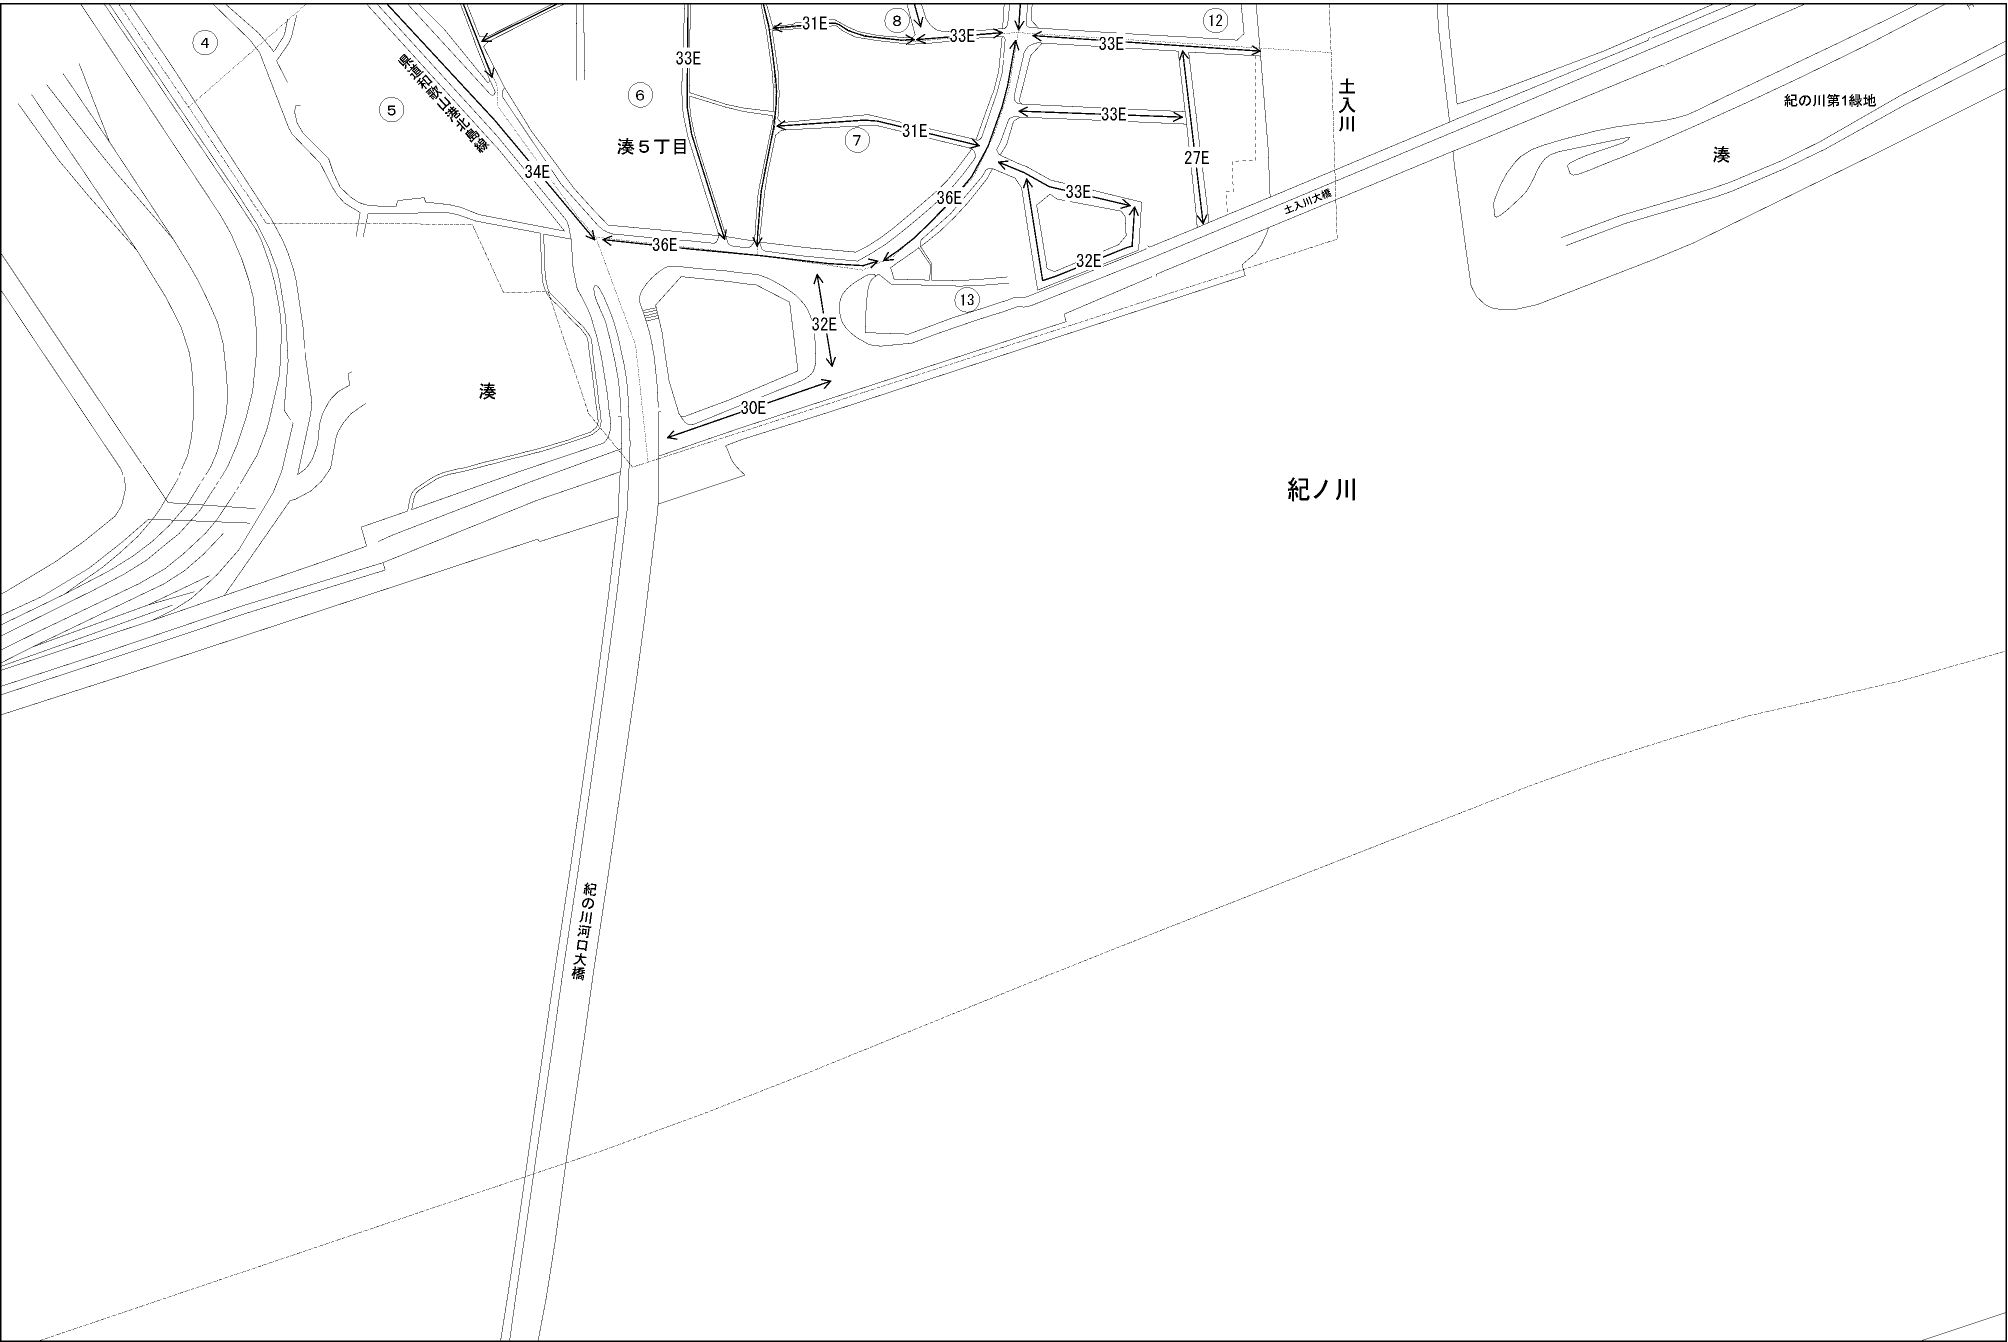 ⑧
⑫
31E
33E
33E
④
33E
⑥
⑤
県道和歌山港北島線
土入川
紀の川第1緑地
33E
湊５丁目
⑦
31E
27E
湊
34E
33E
36E
土入川大橋
36E
32E
⑬
32E
湊
30E
紀ノ川
紀の川河口大橋